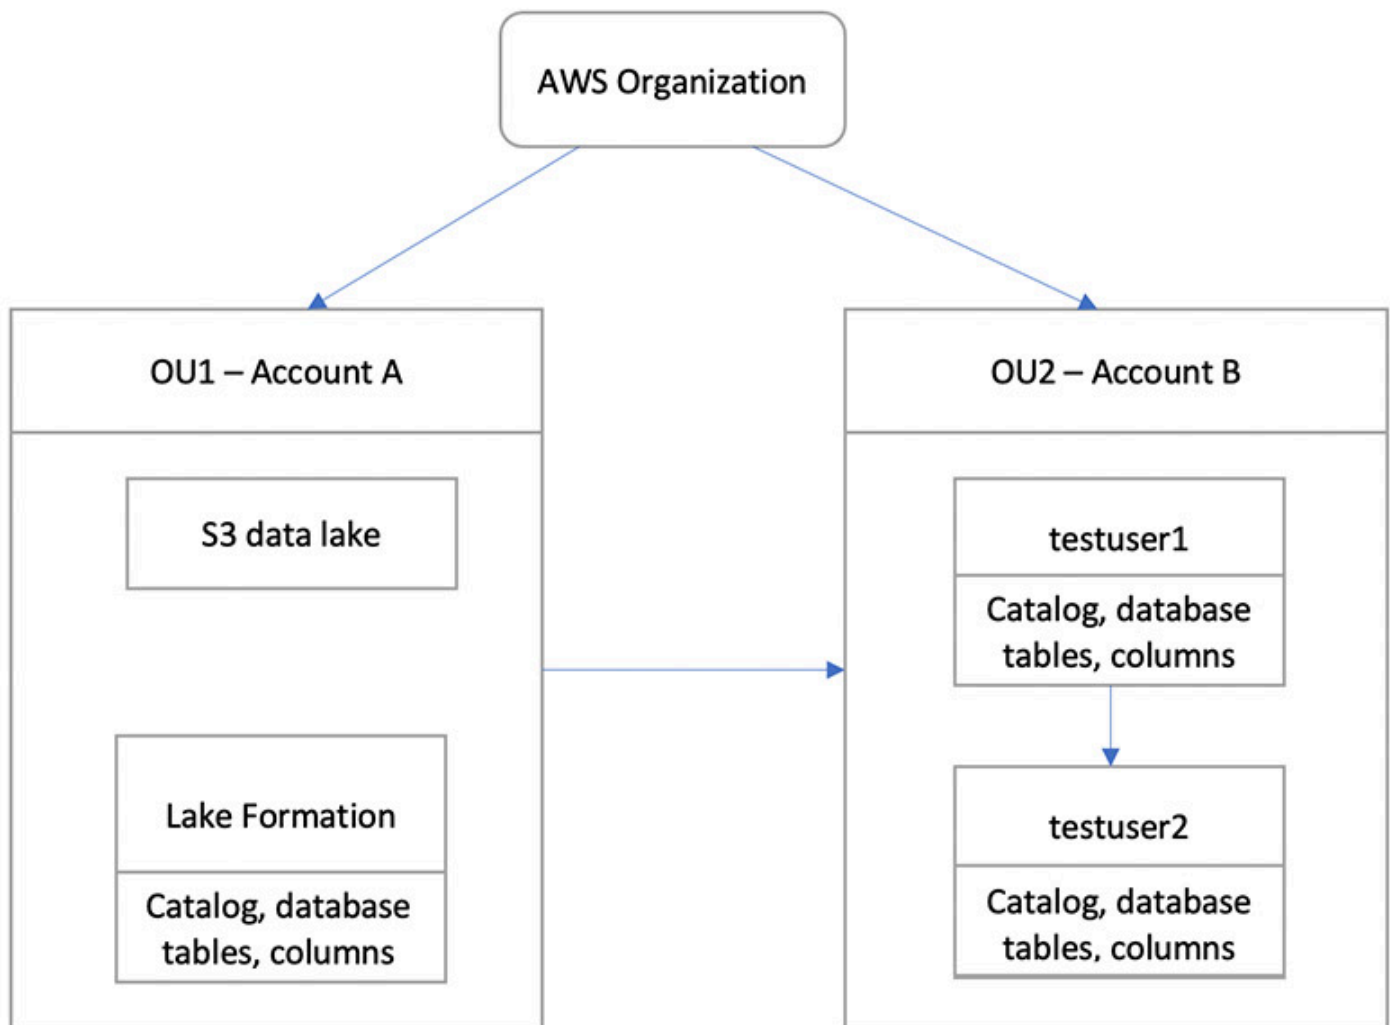 AWS Organization
OU1 – Account A
S3 data lake
Lake Formation
Catalog, database
tables, columns
OU2 – Account B
testuser1
Catalog, database
tables, columns
testuser2
Catalog, database
tables, columns